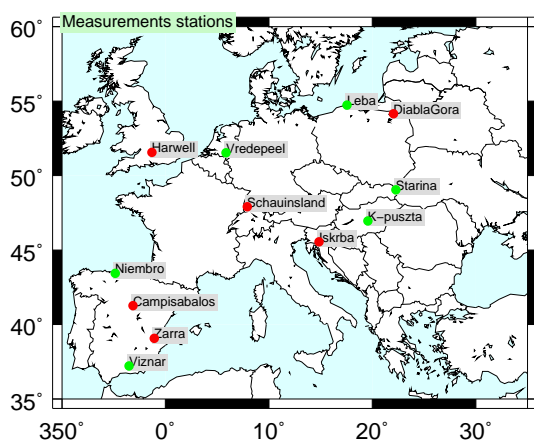 Measurements stations
60°
55°
50°
45°
40°
35°
Leba
DiablaGora
Harwell
Vredepeel
Starina
Schauinsland
K-puszta
Iskrba
Niembro
Campisabalos
Zarra
Viznar
350° 0° 10° 20° 30°